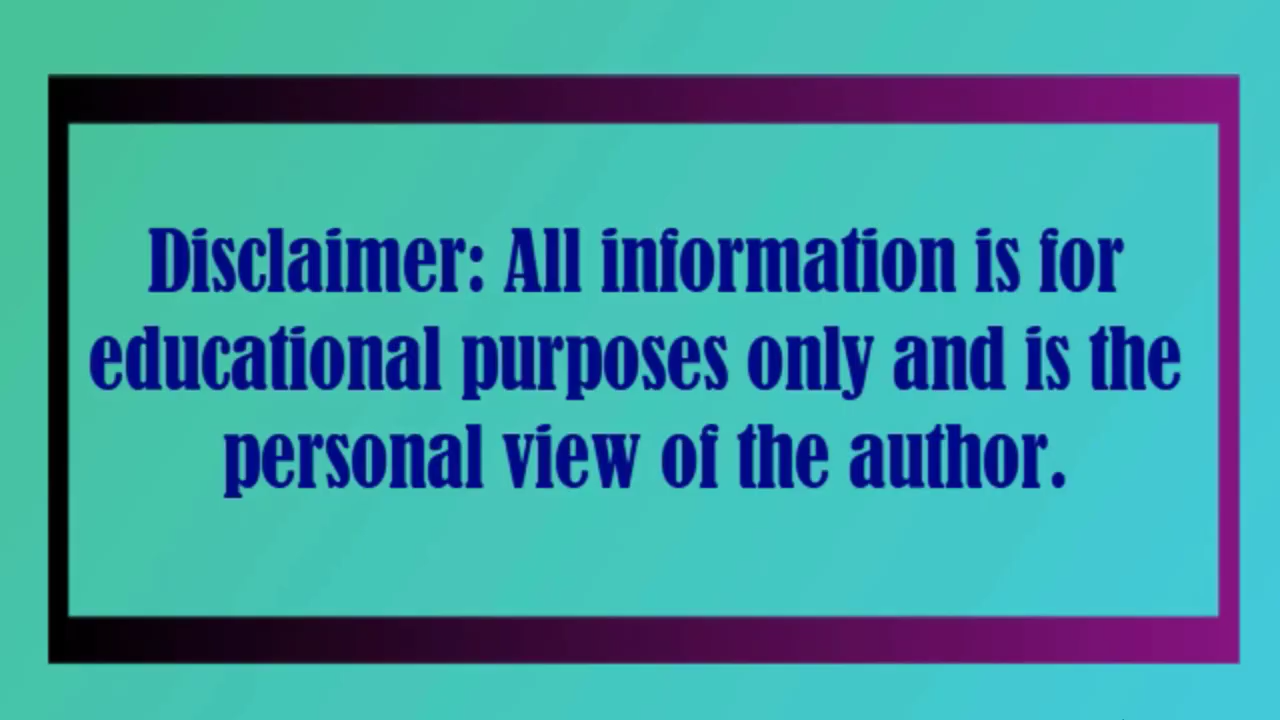 Disclaimer: All information is for
educational purposes only and is the
personal view of the author.